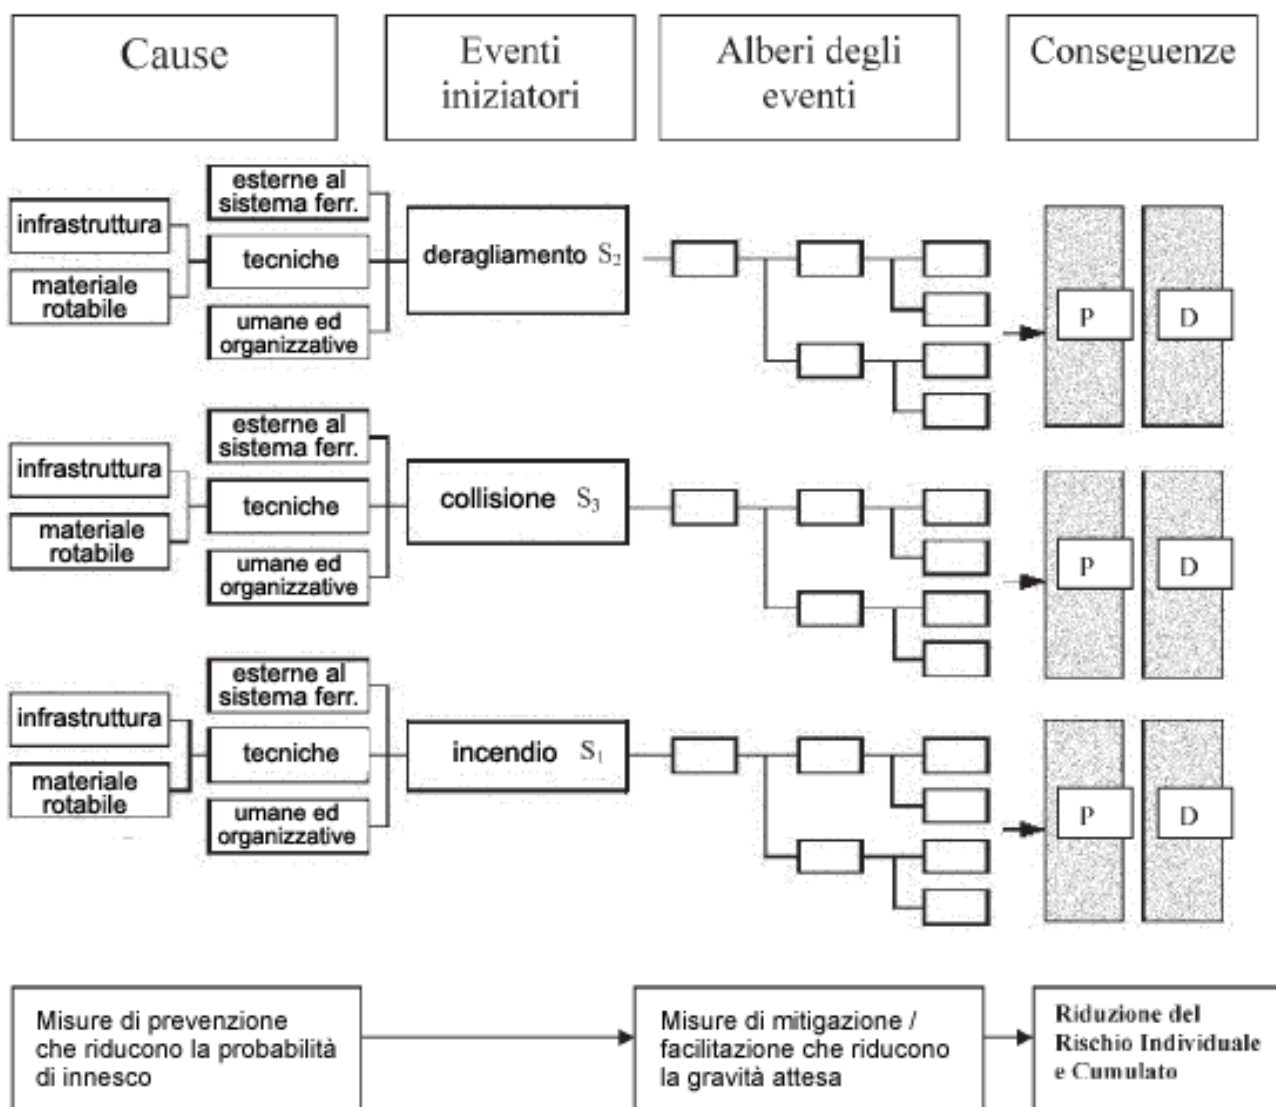 Cause
Eventi
iniziatori
Alberi degli
eventi
Conseguenze
infrastruttura
materiale
rotabile
esterne al
sistema ferr.
tecniche
umane ed
organizzative
deragliamento S₂
P
D
infrastruttura
materiale
rotabile
esterne al
sistema ferr.
tecniche
umane ed
organizzative
collisione S₃
P
D
infrastruttura
materiale
rotabile
esterne al
sistema ferr.
tecniche
umane ed
organizzative
incendio S₁
P
D
Misure di prevenzione
che riducono la probabilità
di innesco
Misure di mitigazione /
facilitazione che riducono
la gravità attesa
Riduzione del
Rischio Individuale
e Cumulato